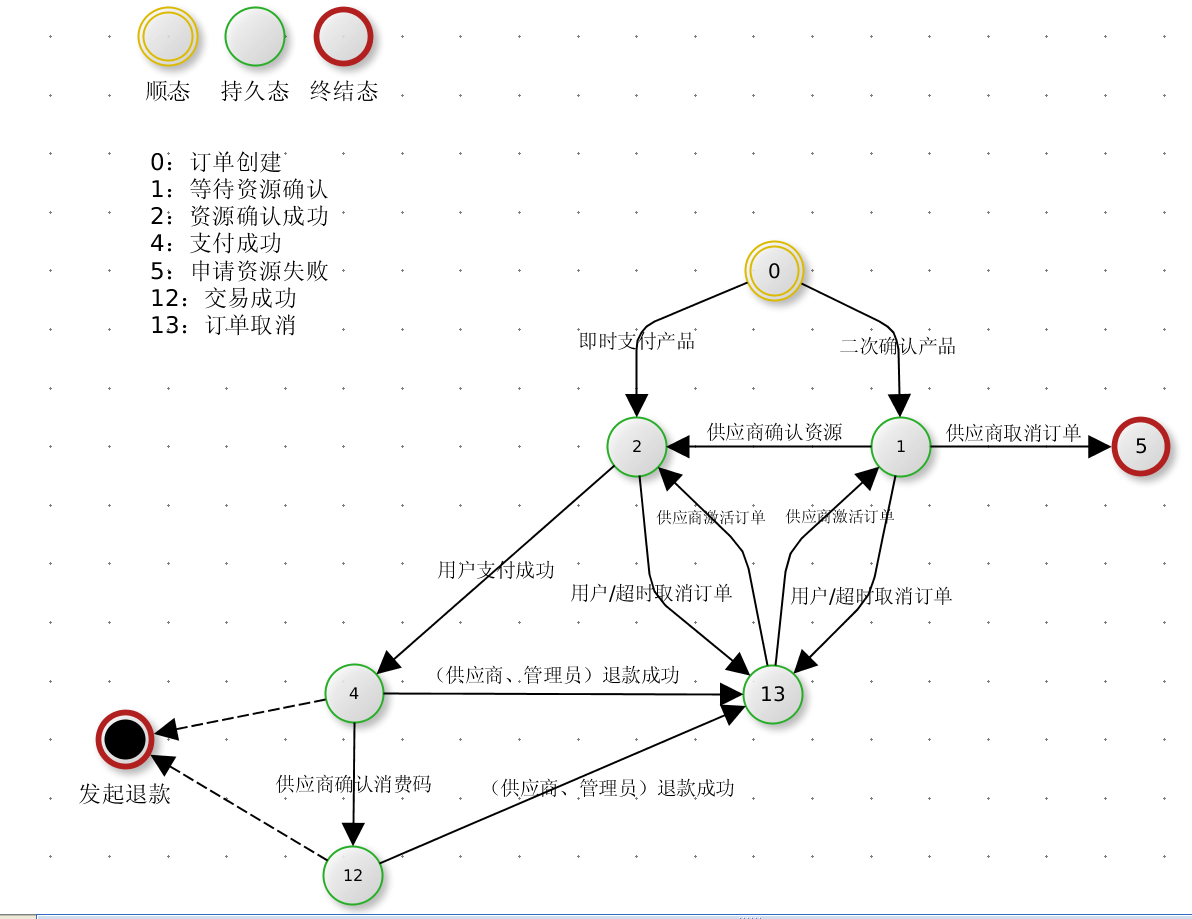 顺态 持久态 终结态
0：订单创建
1：等待资源确认
2：资源确认成功
4：支付成功
5：申请资源失败
12：交易成功
13：订单取消
0
即时支付产品
二次确认产品
供应商确认资源
供应商取消订单
2
1
5
供应商激活订单
供应商激活订单
用户支付成功
用户/超时取消订单
用户/超时取消订单
（供应商、管理员）退款成功
4
13
发起退款
供应商确认消费码
（供应商、管理员）退款成功
12